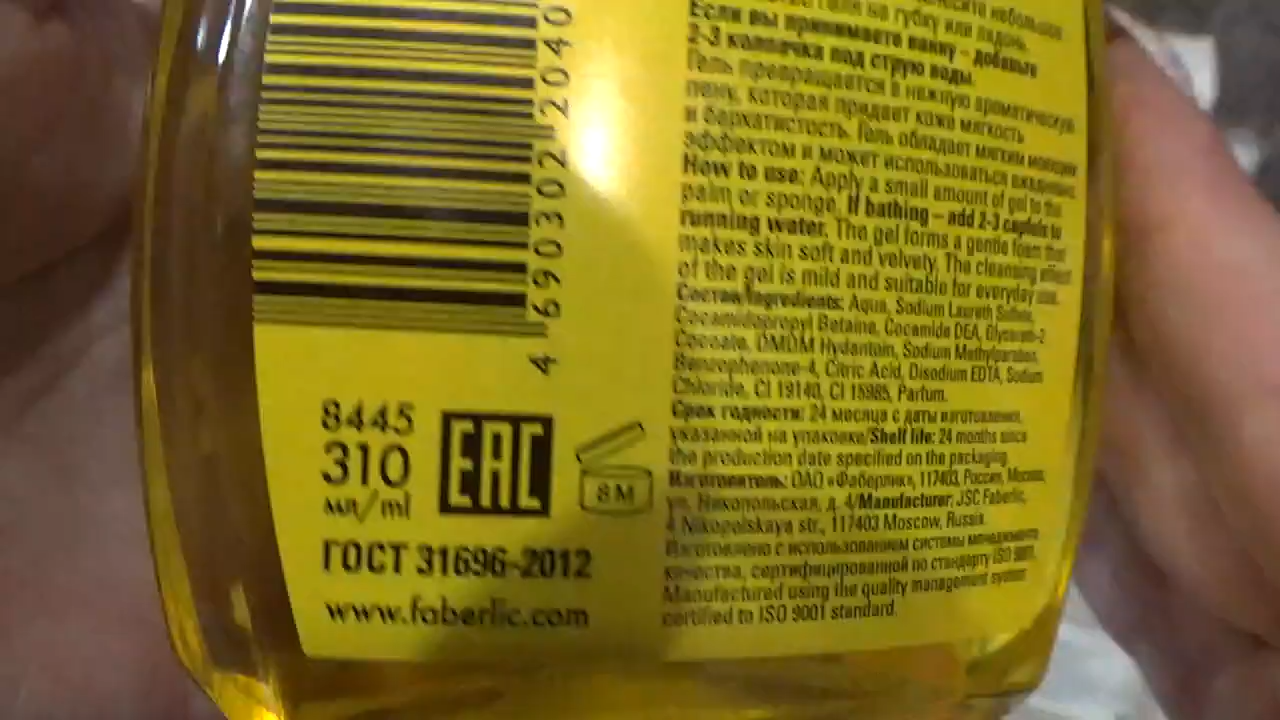 небольшое
на губку или ладонь.
Если вы принимаете ванну – добавьте
2-3 колпачка под струю воды.
Гель превращается в нежную ароматическую
пену, которая придает коже мягкость
и бархатистость. Гель обладает мягким моющим
эффектом и может использоваться ежедневно.
How to use: Apply a small amount of gel to the
palm or sponge. If bathing – add 2-3 capfuls to
running water. The gel forms a gentle foam that
makes skin soft and velvety. The cleansing effect
of the gel is mild and suitable for everyday use.
Состав/Ingredients: Aqua, Sodium Laureth Sulfate,
Cocamidopropyl Betaine, Cocamide DEA, Glycereth-2
Cocoate, DMDM Hydantoin, Sodium Methylparaben,
Benzophenone-4, Citric Acid, Disodium EDTA, Sodium
Chloride, CI 19140, CI 15985, Parfum.
Срок годности: 24 месяца с даты изготовления,
указанной на упаковке/Shelf life: 24 months since
the production date specified on the packaging.
Изготовитель: ОАО «Фаберлик», 117403, Россия, Москва,
ул. Никопольская, д. 4/Manufacturer: JSC Faberlic,
4 Nikopolskaya str., 117403 Moscow, Russia.
Изготовлено с использованием системы менеджмента
качества, сертифицированной по стандарту ISO 9001.
Manufactured using the quality management system
certified to ISO 9001 standard.
4 690302 2040
8445
310
мл/ml
EAC
8M
ГОСТ 31696-2012
www.faberlic.com